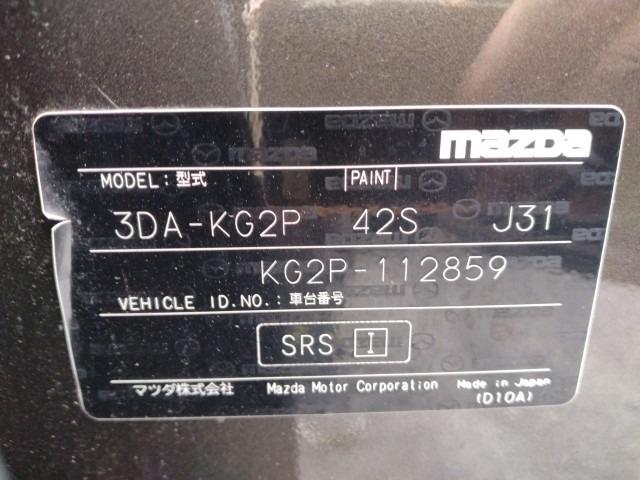 mazda
MODEL : 型式 PAINT
3DA-KG2P 42S J31
KG2P-112859
VEHICLE ID.NO. : 車台番号
SRS I
マツダ株式会社 Mazda Motor Corporation Made in Japan
(D10A)